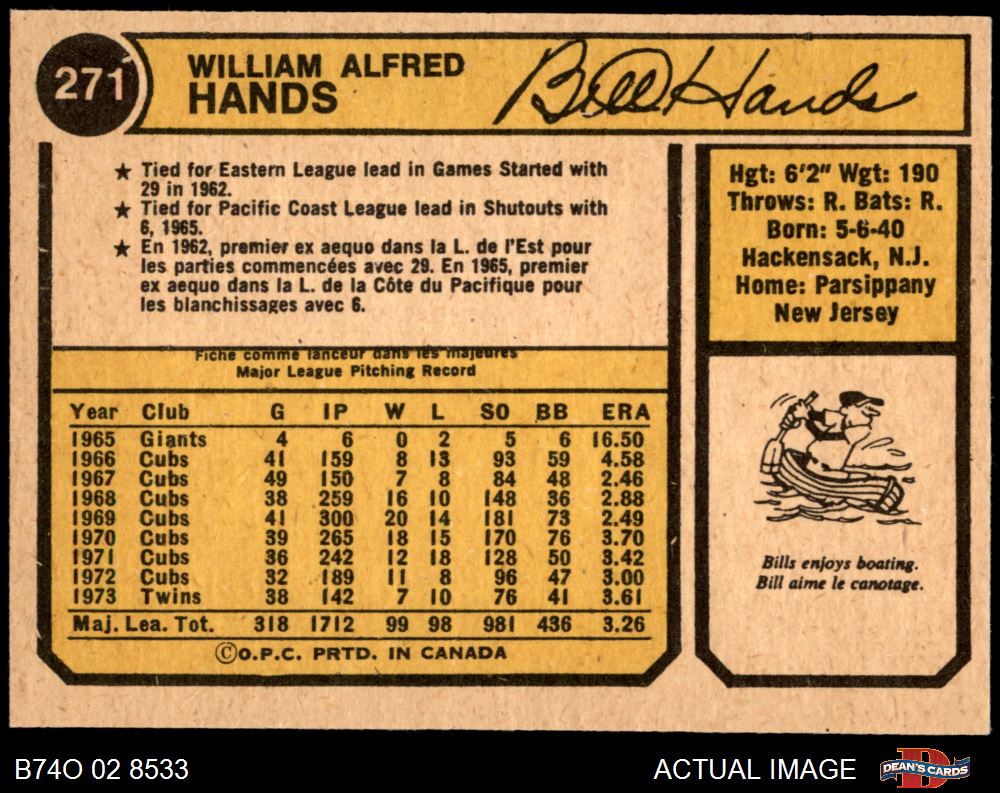 271
WILLIAM ALFRED
HANDS
Bill Hands
★ Tied for Eastern League lead in Games Started with
29 in 1962.
★ Tied for Pacific Coast League lead in Shutouts with
6, 1965.
★ En 1962, premier ex aequo dans la L. de l'Est pour
les parties commencées avec 29. En 1965, premier
ex aequo dans la L. de la Côte du Pacifique pour
les blanchissages avec 6.
Hgt: 6'2" Wgt: 190
Throws: R. Bats: R.
Born: 5-6-40
Hackensack, N.J.
Home: Parsippany
New Jersey
Fiche comme lanceur dans les majeures
Major League Pitching Record
Year Club G IP W L SO BB ERA
1965 Giants 4 6 0 2 5 6 16.50
1966 Cubs 41 159 8 13 93 59 4.58
1967 Cubs 49 150 7 8 84 48 2.46
1968 Cubs 38 259 16 10 148 36 2.88
1969 Cubs 41 300 20 14 181 73 2.49
1970 Cubs 39 265 18 15 170 76 3.70
1971 Cubs 36 242 12 18 128 50 3.42
1972 Cubs 32 189 11 8 96 47 3.00
1973 Twins 38 142 7 10 76 41 3.61
Maj. Lea. Tot. 318 1712 99 98 981 436 3.26
©O.P.C. PRTD. IN CANADA
Bills enjoys boating.
Bill aime le canotage.
B74O 02 8533
ACTUAL IMAGE
D
DEAN'S CARDS